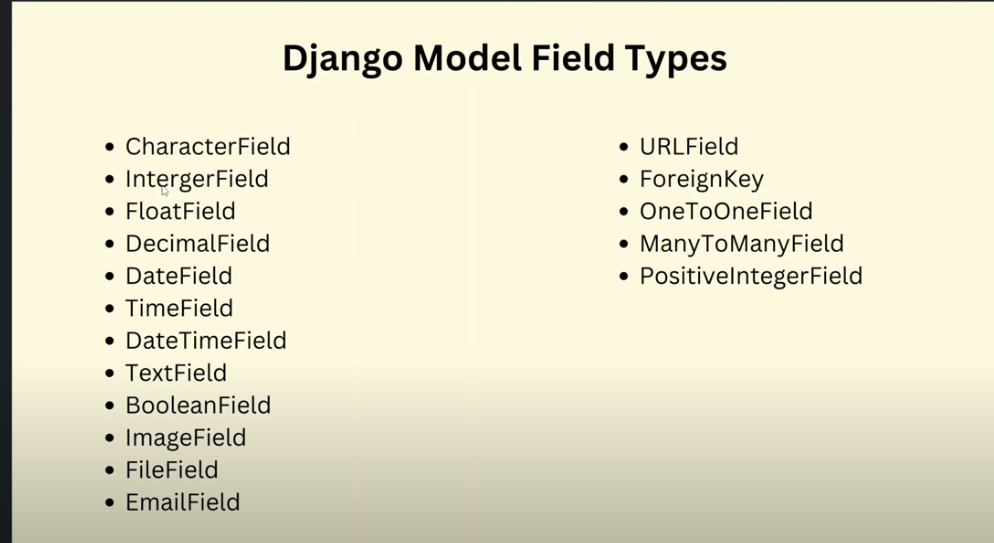 Django Model Field Types
• CharacterField
• IntergerField
• FloatField
• DecimalField
• DateField
• TimeField
• DateTimeField
• TextField
• BooleanField
• ImageField
• FileField
• EmailField
• URLField
• ForeignKey
• OneToOneField
• ManyToManyField
• PositiveIntegerField